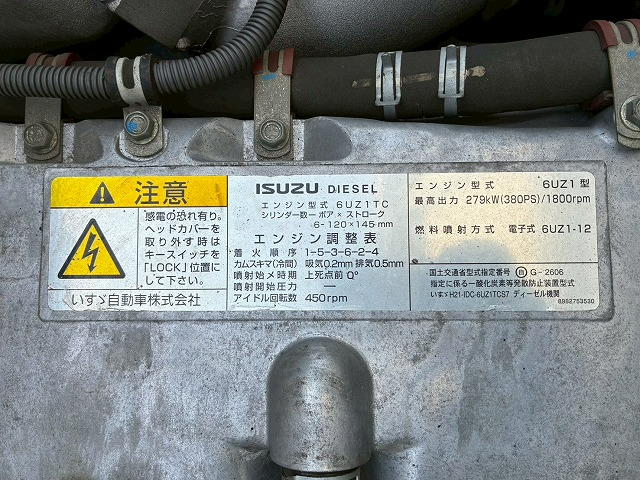 注意
感電の恐れ有り。
ヘッドカバーを
取り外す時は
キースイッチを
「LOCK」位置に
して下さい。
いすゞ自動車株式会社
ISUZU DIESEL
エンジン型式 6UZ1TC
シリンダー数ー ボア × ストローク
6-120×145mm
エンジン調整表
着火順序 1-5-3-6-2-4
カムスキマ(冷間) 吸気0.2mm 排気0.5mm
噴射始メ時期 上死点前 0°
噴射開始圧力 —
アイドル回転数 450rpm
エンジン型式 6UZ1型
最高出力 279kW(380PS)/1800rpm
燃料噴射方式 電子式 6UZ1-12
国土交通省型式指定番号 G-2606
指定に係る一酸化炭素等発散防止装置型式
いすゞH21-IDC-6UZ1TCS7 ディーゼル機関
8982753530